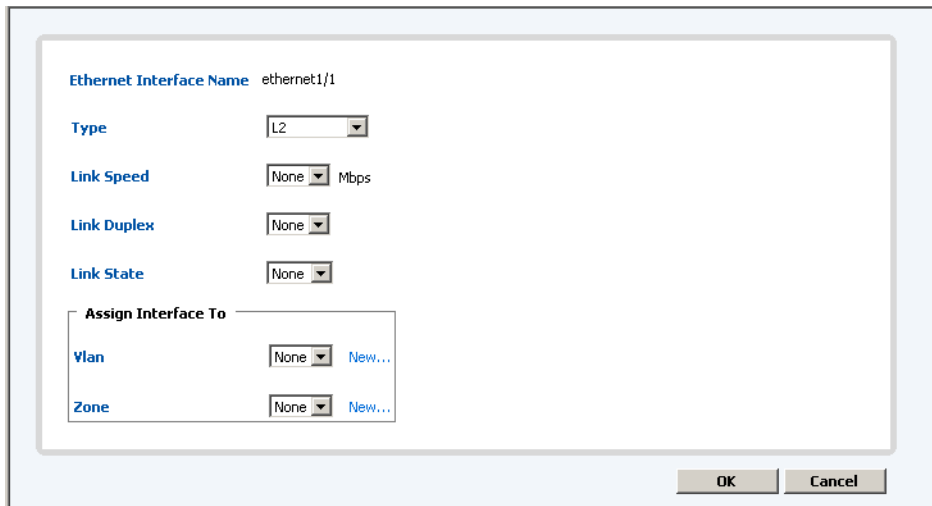 Ethernet Interface Name ethernet1/1
Type L2
Link Speed None Mbps
Link Duplex None
Link State None
Assign Interface To
Vlan None New...
Zone None New...
OK Cancel